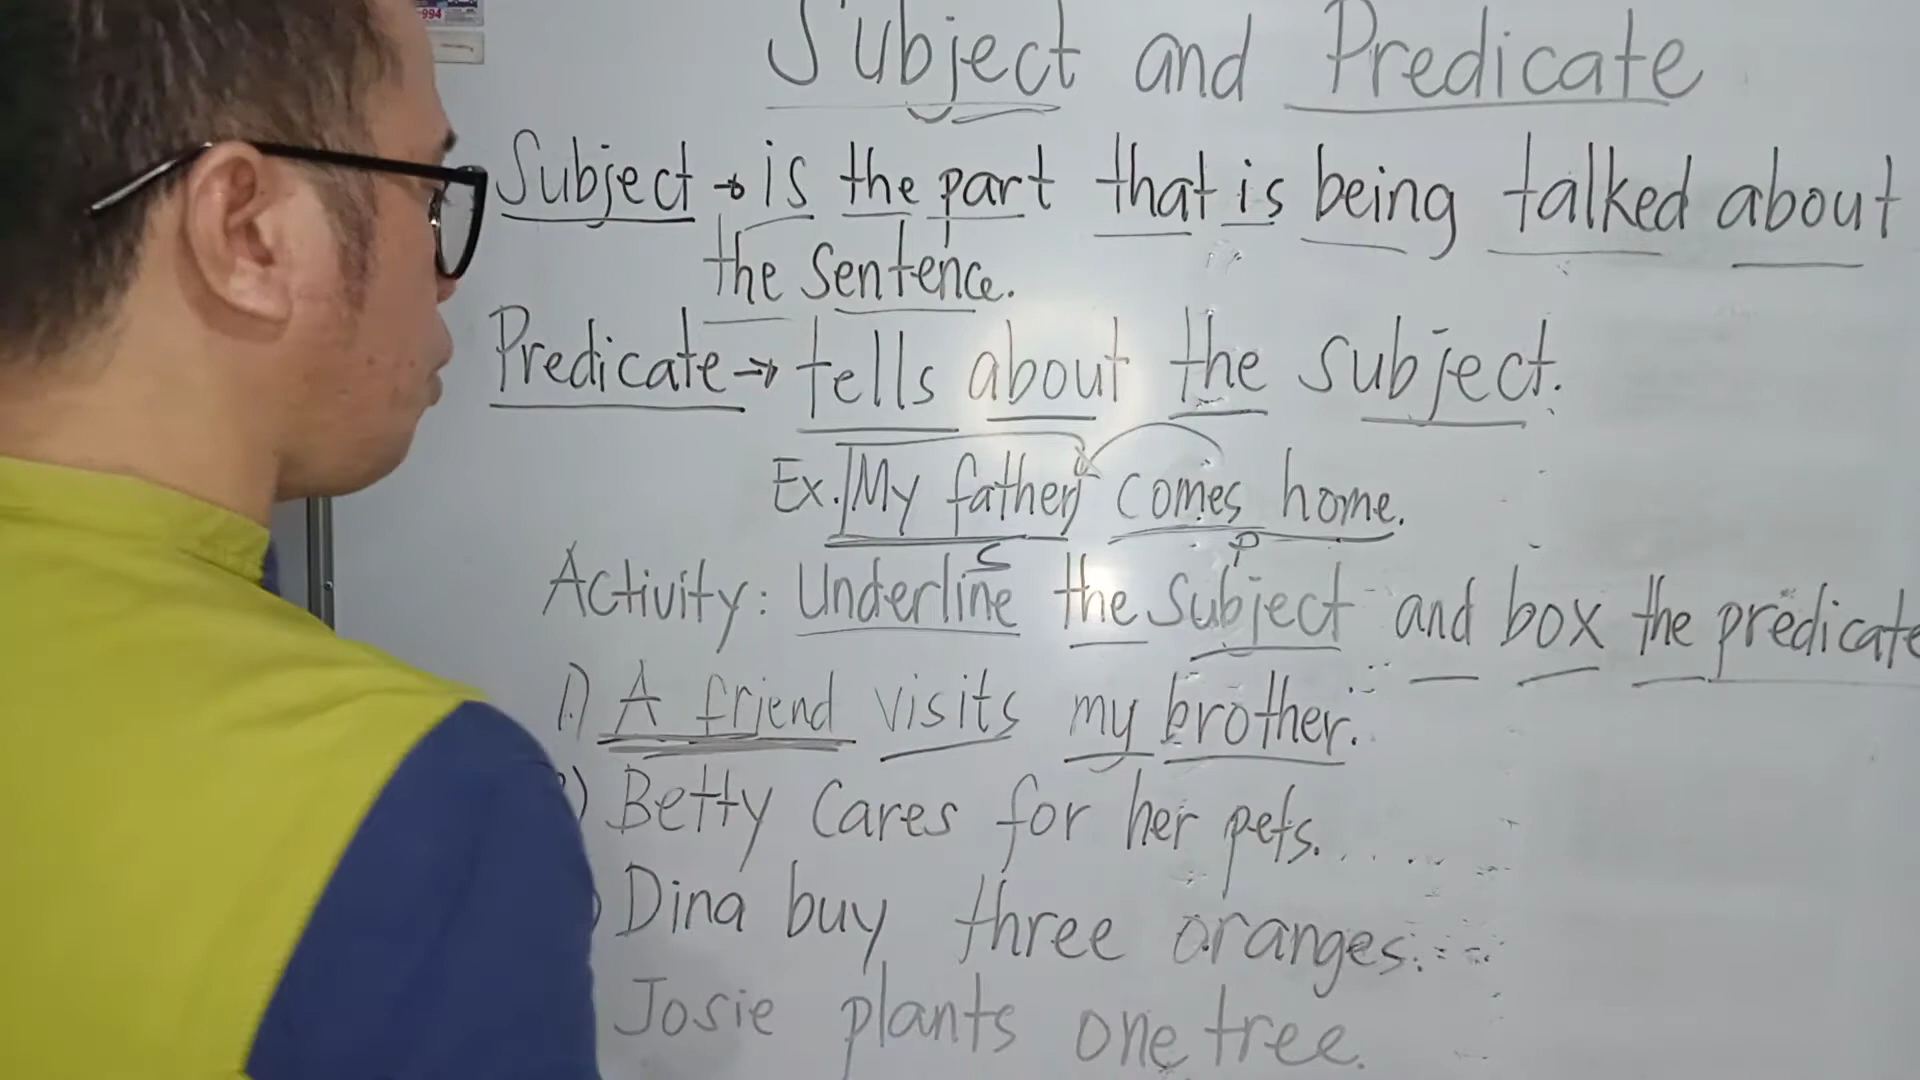 994
Subject and Predicate
Subject → is the part that is being talked about
the sentence.
Predicate → tells about the subject.
Ex. My father comes home.
S P
Activity: Underline the subject and box the predicate
1.) A friend visits my brother.
) Betty cares for her pets.
) Dina buy three oranges.
Josie plants one tree.